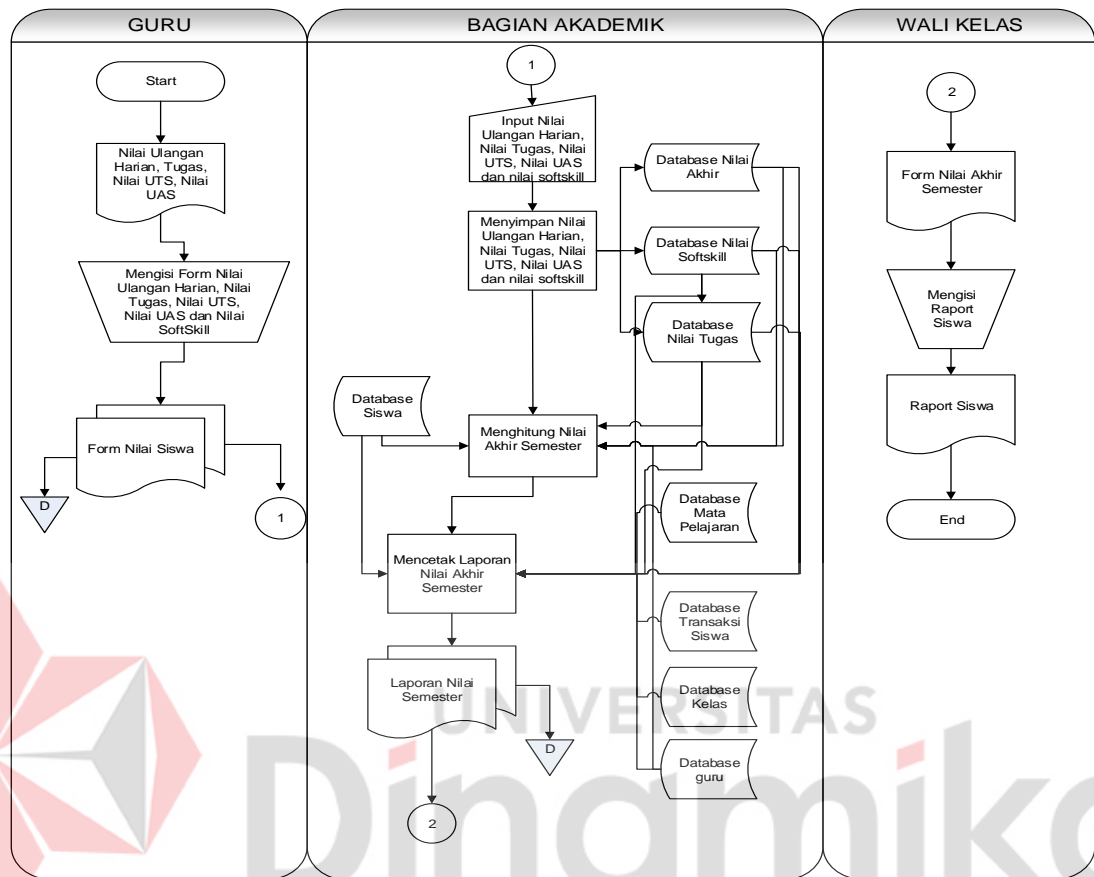 GURU
BAGIAN AKADEMIK
WALI KELAS
Start
Nilai Ulangan
Harian, Tugas,
Nilai UTS, Nilai
UAS
Mengisi Form Nilai
Ulangan Harian, Nilai
Tugas, Nilai UTS,
Nilai UAS dan Nilai
SoftSkill
Form Nilai Siswa
D
1
1
Input Nilai
Ulangan Harian,
Nilai Tugas, Nilai
UTS, Nilai UAS
dan nilai softskill
Menyimpan Nilai
Ulangan Harian,
Nilai Tugas, Nilai
UTS, Nilai UAS
dan nilai softskill
Database Nilai
Akhir
Database Nilai
Softskill
Database
Nilai Tugas
Database
Siswa
Menghitung Nilai
Akhir Semester
Database
Mata
Pelajaran
Mencetak Laporan
Nilai Akhir
Semester
Database
Transaksi
Siswa
Laporan Nilai
Semester
D
Database
Kelas
Database
guru
2
2
Form Nilai Akhir
Semester
Mengisi
Raport
Siswa
Raport Siswa
End
UNIVERSITAS
Dinamika